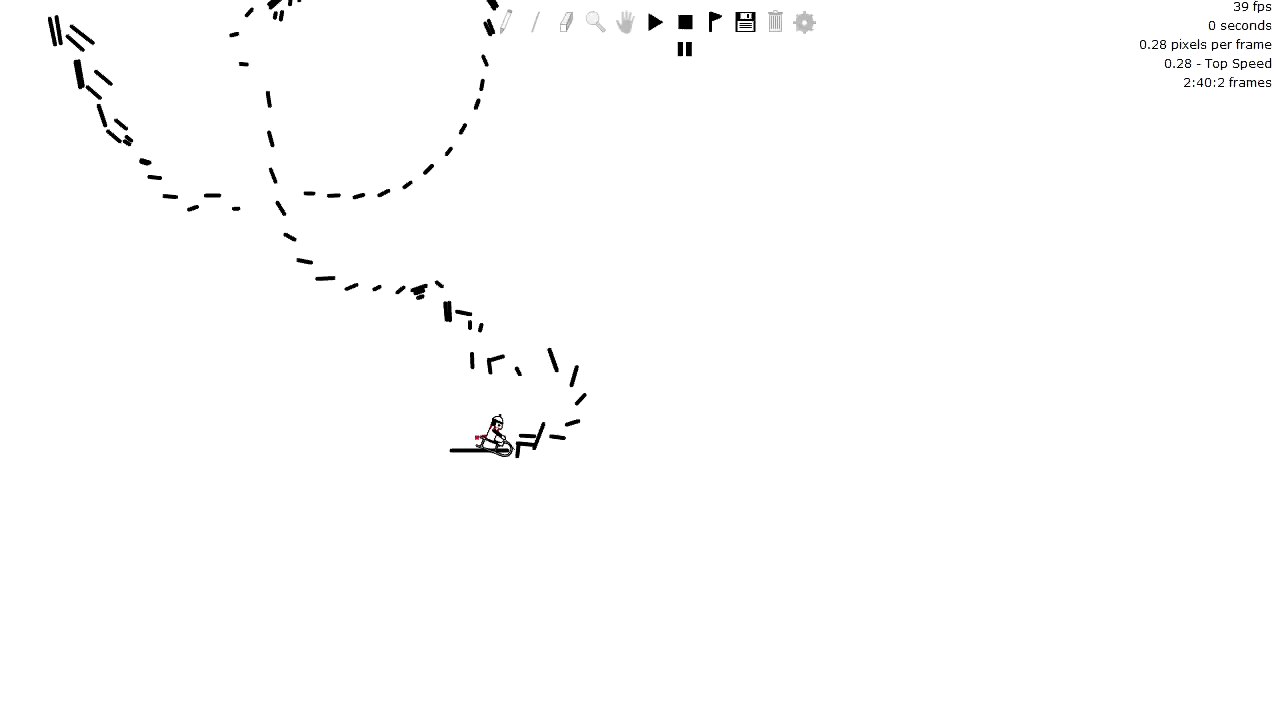 39 fps
0 seconds
0.28 pixels per frame
0.28 - Top Speed
2:40:2 frames